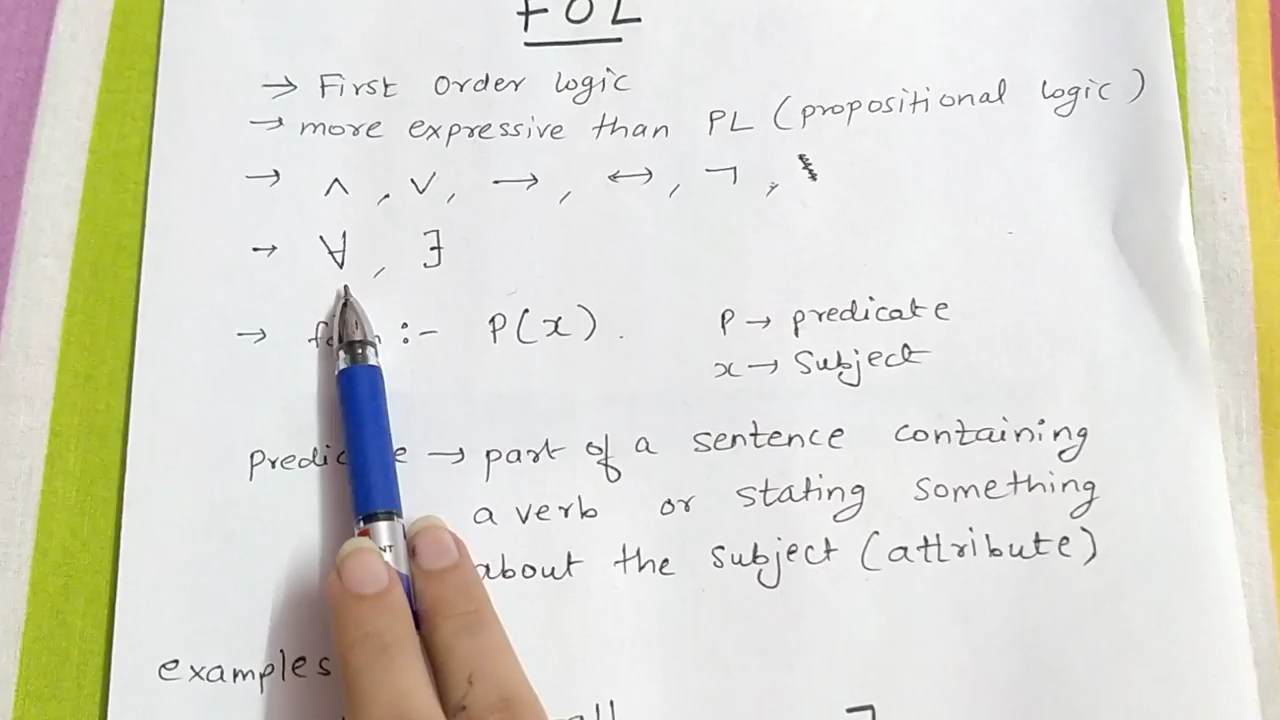 FOL
→ First order logic
→ more expressive than PL (propositional logic)
→ ∧, ∨, →, ↔, ¬,
→ ∀, ∃
→ :- P(x). P → predicate
x → Subject
→ part of a sentence containing
a verb or stating something
about the subject (attribute)
examples
¬